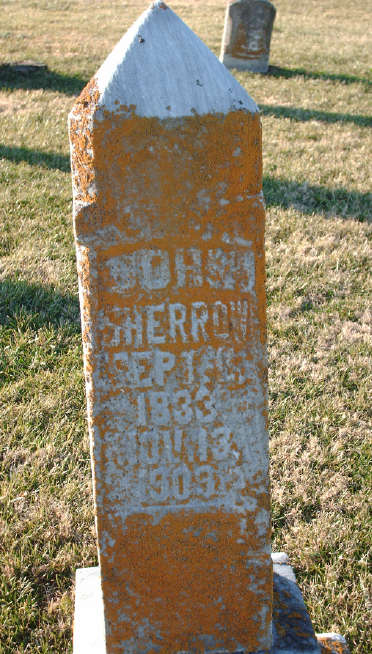 JOHN
SHERROW
SEPT.
1833
NOV. 13,
1909